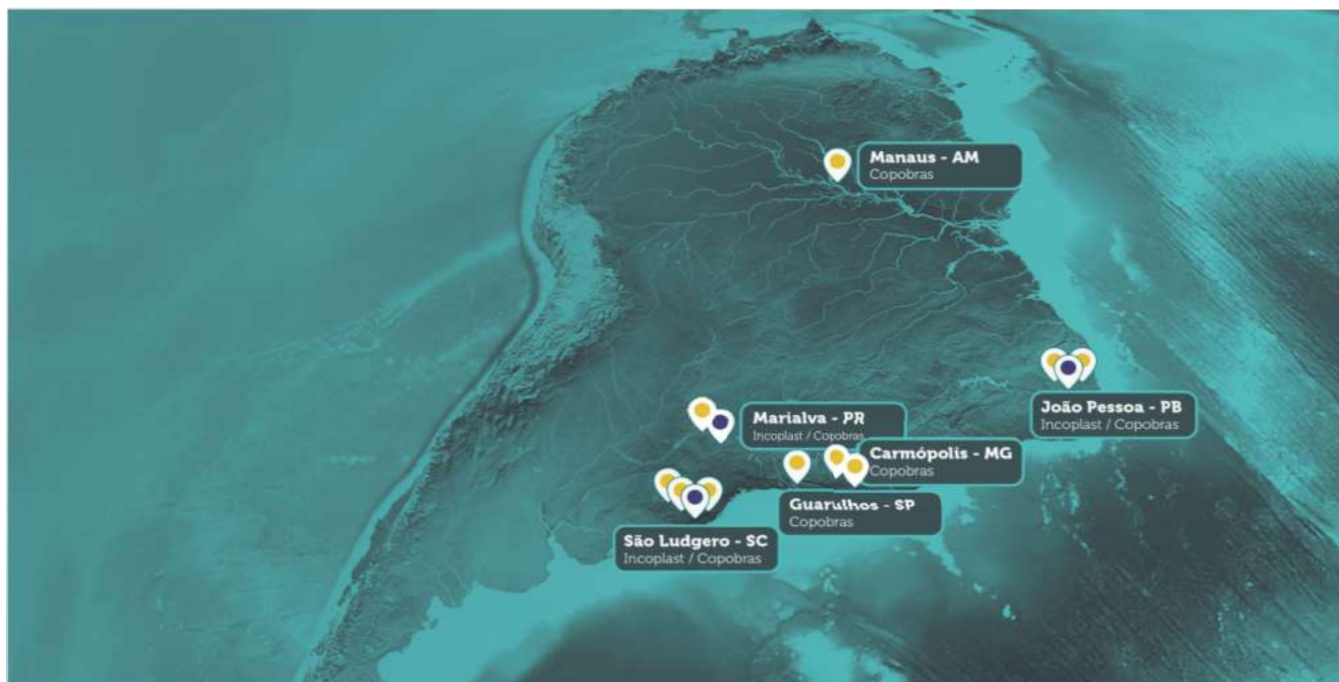 Manaus - AM
Copobras
João Pessoa - PB
Incoplast / Copobras
Marialva - PR
Incoplast / Copobras
Carmópolis - MG
Copobras
Guarulhos - SP
Copobras
São Ludgero - SC
Incoplast / Copobras